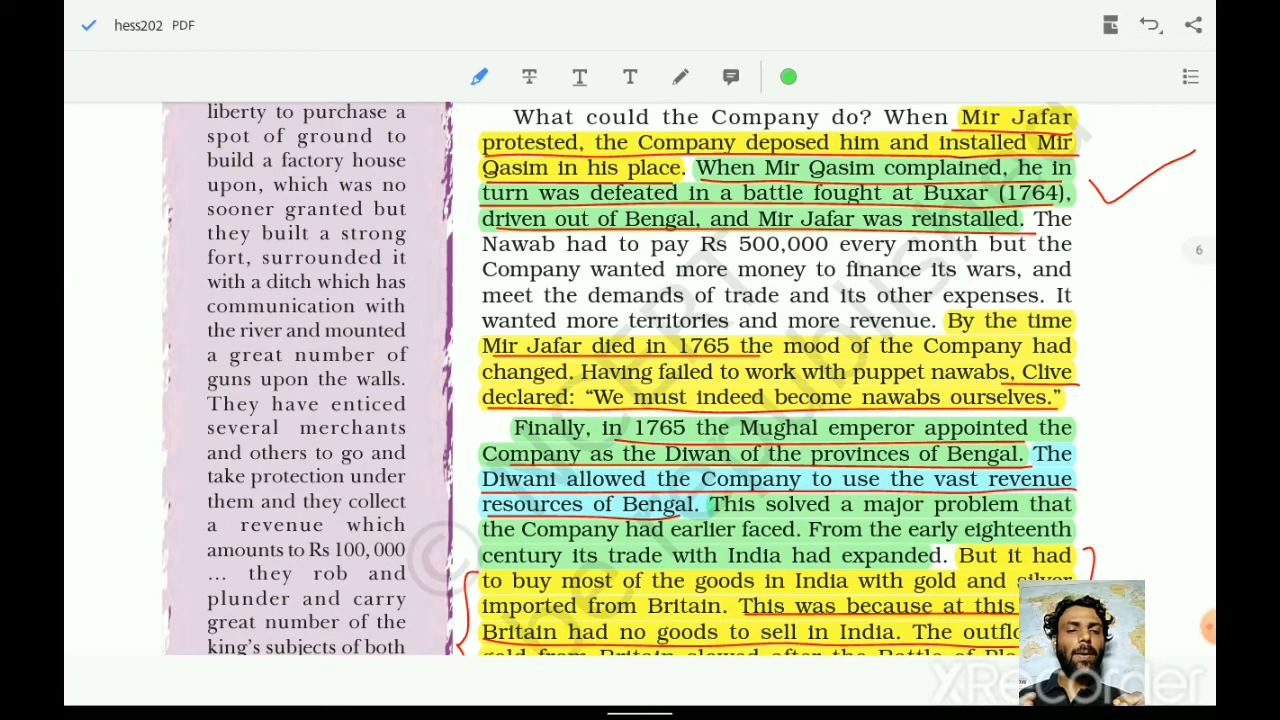 hess202 PDF
liberty to purchase a
spot of ground to
build a factory house
upon, which was no
sooner granted but
they built a strong
fort, surrounded it
with a ditch which has
communication with
the river and mounted
a great number of
guns upon the walls.
They have enticed
several merchants
and others to go and
take protection under
them and they collect
a revenue which
amounts to Rs 100, 000
... they rob and
plunder and carry
great number of the
king's subjects of both
What could the Company do? When Mir Jafar
protested, the Company deposed him and installed Mir
Qasim in his place. When Mir Qasim complained, he in
turn was defeated in a battle fought at Buxar (1764),
driven out of Bengal, and Mir Jafar was reinstalled. The
Nawab had to pay Rs 500,000 every month but the
Company wanted more money to finance its wars, and
meet the demands of trade and its other expenses. It
wanted more territories and more revenue. By the time
Mir Jafar died in 1765 the mood of the Company had
changed. Having failed to work with puppet nawabs, Clive
declared: “We must indeed become nawabs ourselves.”
Finally, in 1765 the Mughal emperor appointed the
Company as the Diwan of the provinces of Bengal. The
Diwani allowed the Company to use the vast revenue
resources of Bengal. This solved a major problem that
the Company had earlier faced. From the early eighteenth
century its trade with India had expanded. But it had
to buy most of the goods in India with gold and silver
imported from Britain. This was because at this
Britain had no goods to sell in India. The
gold from Britain slowed after the Battle of
6
© NCERT
be republished
XRecorder